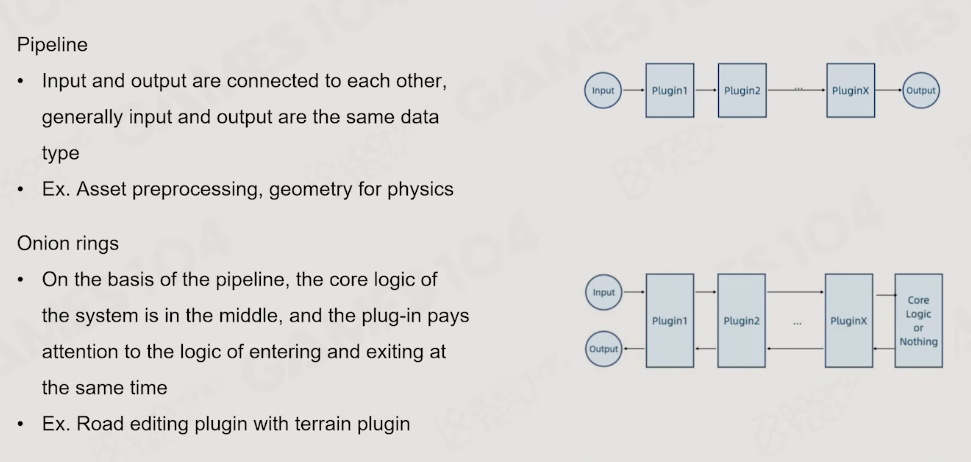 Pipeline
• Input and output are connected to each other,
generally input and output are the same data
type
• Ex. Asset preprocessing, geometry for physics
Input
Plugin1
Plugin2
...
PluginX
Output
Onion rings
• On the basis of the pipeline, the core logic of
the system is in the middle, and the plug-in pays
attention to the logic of entering and exiting at
the same time
• Ex. Road editing plugin with terrain plugin
Input
Output
Plugin1
Plugin2
...
PluginX
Core
Logic
or
Nothing
GAMES104
GAMES104
GAMES104